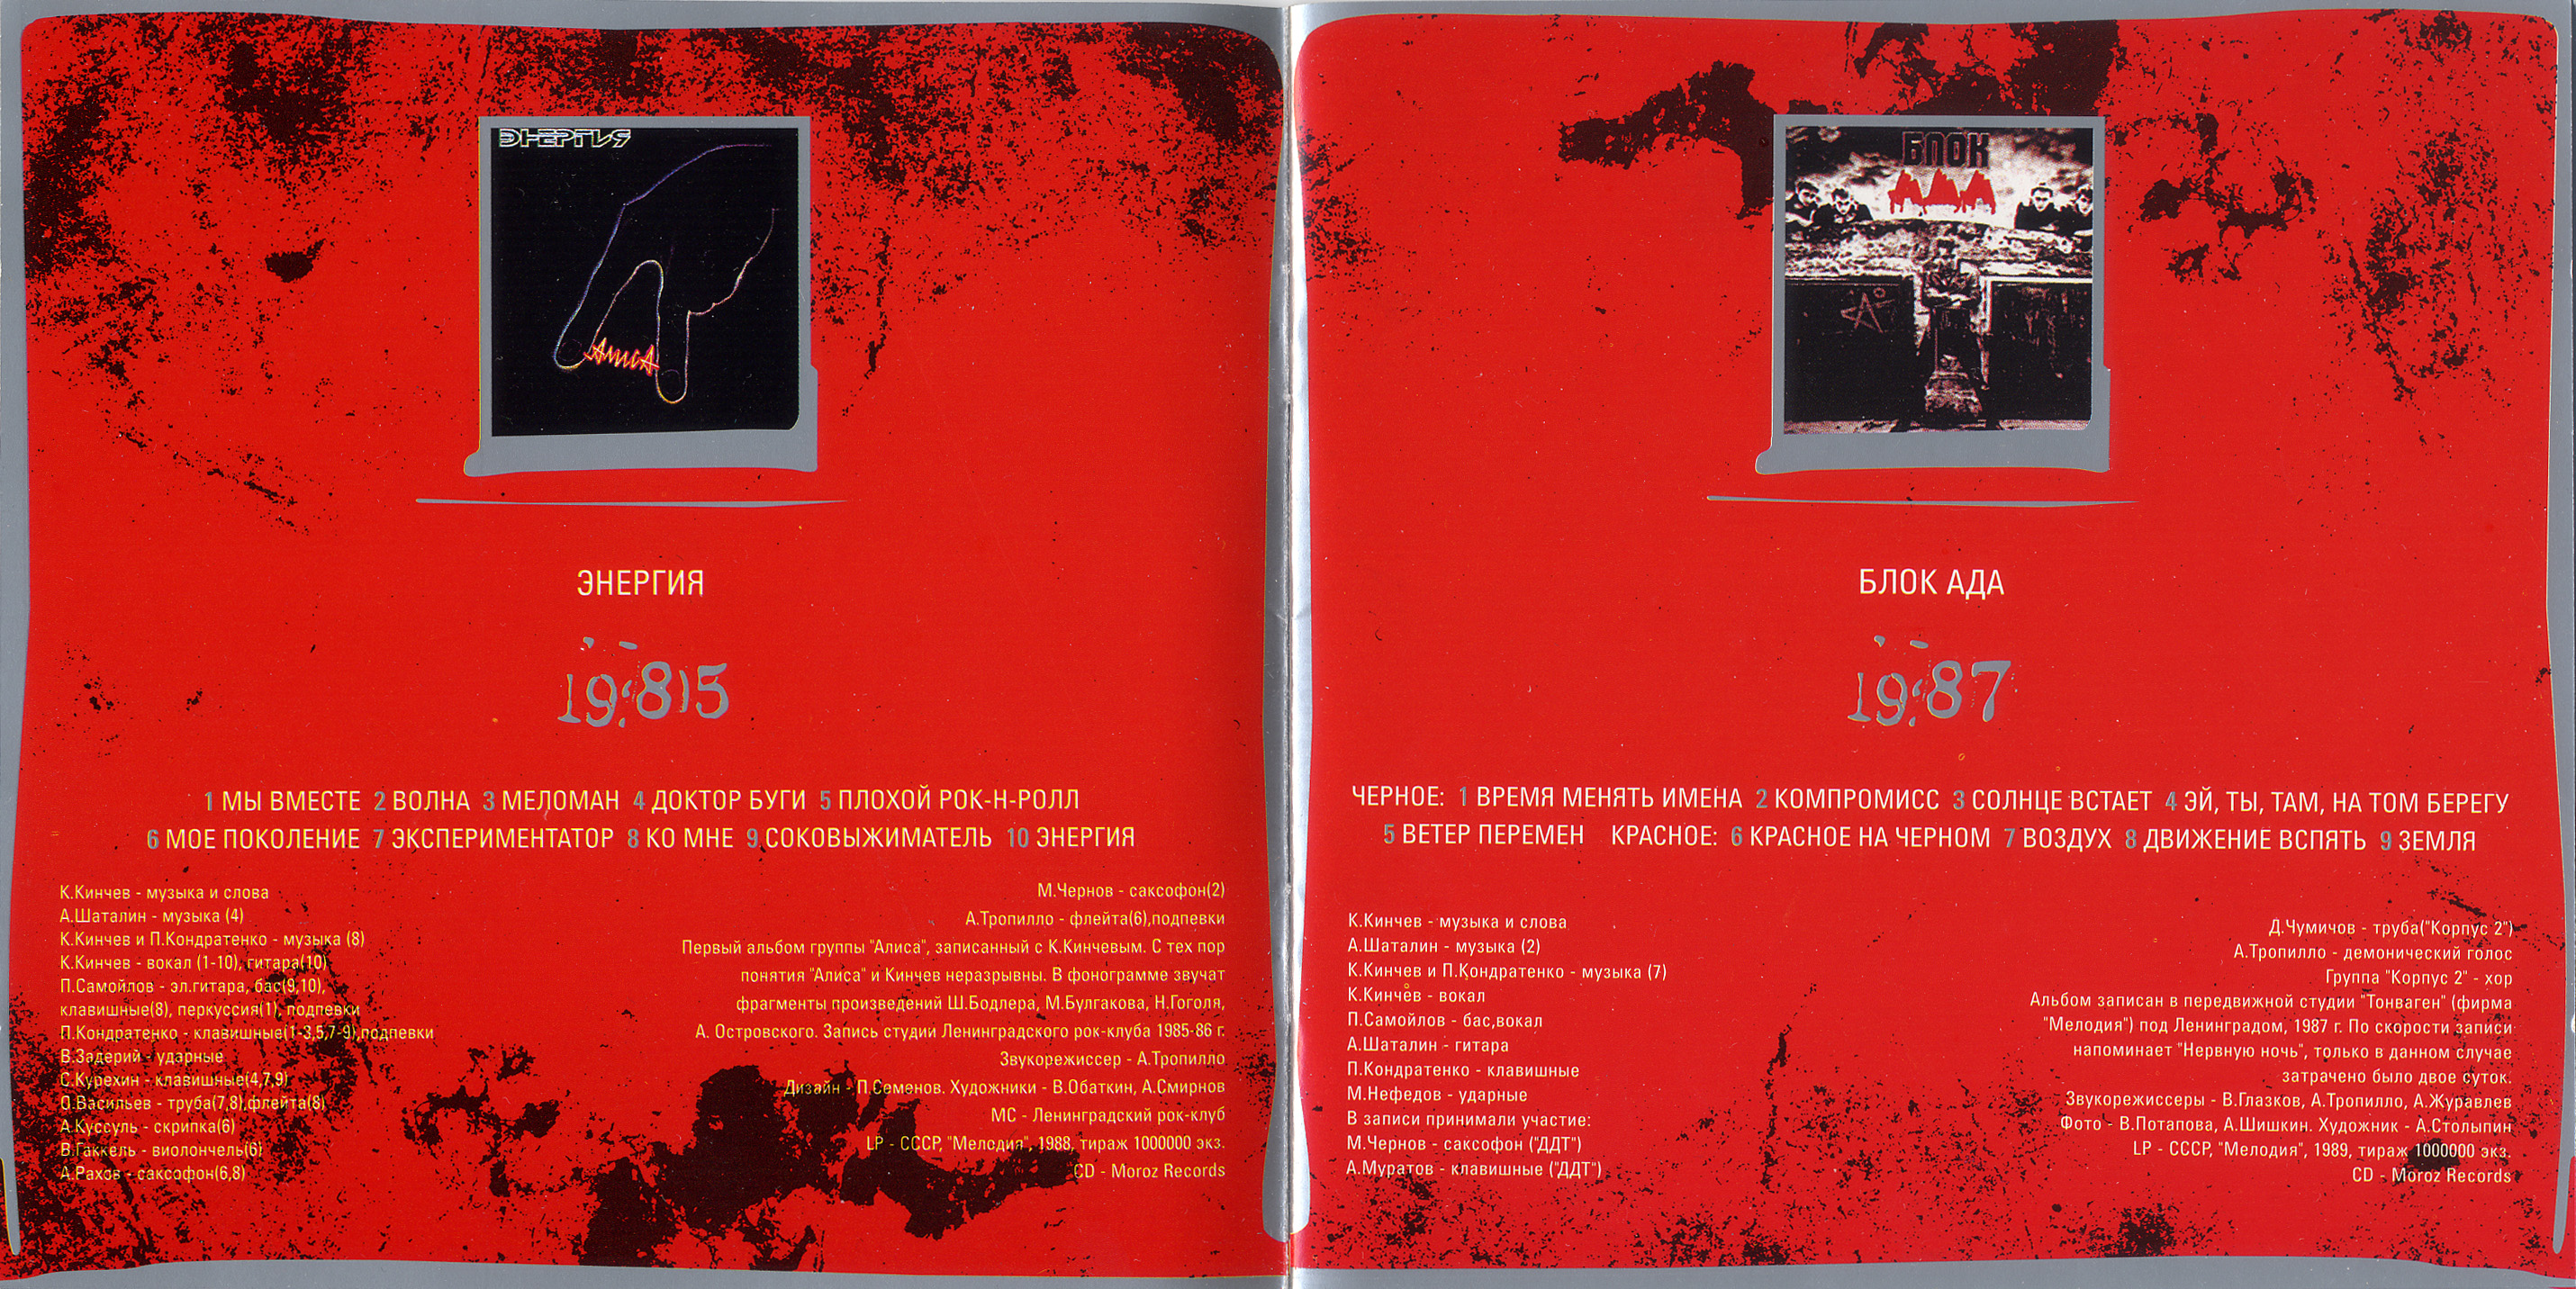 ЭНЕРГИЯ
АлисА
ЭНЕРГИЯ
1985
1 МЫ ВМЕСТЕ 2 ВОЛНА 3 МЕЛОМАН 4 ДОКТОР БУГИ 5 ПЛОХОЙ РОК-Н-РОЛЛ
6 МОЕ ПОКОЛЕНИЕ 7 ЭКСПЕРИМЕНТАТОР 8 КО МНЕ 9 СОКОВЫЖИМАТЕЛЬ 10 ЭНЕРГИЯ
К.Кинчев - музыка и слова
А.Шаталин - музыка (4)
К.Кинчев и П.Кондратенко - музыка (8)
К.Кинчев - вокал (1-10), гитара(10)
П.Самойлов - эл.гитара, бас(9,10),
клавишные(8), перкуссия(1), подпевки
П.Кондратенко - клавишные(1-3,5,7-9),подпевки
В.Задерий - ударные
С.Курехин - клавишные(4,7,9)
О.Васильев - труба(7,8),флейта(8)
А.Куссуль - скрипка(6)
В.Гаккель - виолончель(6)
А.Рахов - саксофон(6,8)
М.Чернов - саксофон(2)
А.Тропилло - флейта(6),подпевки
Первый альбом группы "Алиса", записанный с К.Кинчевым. С тех пор
понятия "Алиса" и Кинчев неразрывны. В фонограмме звучат
фрагменты произведений Ш.Бодлера, М.Булгакова, Н.Гоголя,
А. Островского. Запись студии Ленинградского рок-клуба 1985-86 г.
Звукорежиссер - А.Тропилло
Дизайн - П.Семенов. Художники - В.Обаткин, А.Смирнов
МС - Ленинградский рок-клуб
LP - СССР, "Мелодия", 1988, тираж 1000000 экз.
CD - Moroz Records
БЛОК
АДА
БЛОК АДА
1987
ЧЕРНОЕ: 1 ВРЕМЯ МЕНЯТЬ ИМЕНА 2 КОМПРОМИСС 3 СОЛНЦЕ ВСТАЕТ 4 ЭЙ, ТЫ, ТАМ, НА ТОМ БЕРЕГУ
5 ВЕТЕР ПЕРЕМЕН КРАСНОЕ: 6 КРАСНОЕ НА ЧЕРНОМ 7 ВОЗДУХ 8 ДВИЖЕНИЕ ВСПЯТЬ 9 ЗЕМЛЯ
К.Кинчев - музыка и слова
А.Шаталин - музыка (2)
К.Кинчев и П.Кондратенко - музыка (7)
К.Кинчев - вокал
П.Самойлов - бас,вокал
А.Шаталин - гитара
П.Кондратенко - клавишные
М.Нефедов - ударные
В записи принимали участие:
М.Чернов - саксофон ("ДДТ")
А.Муратов - клавишные ("ДДТ")
Д.Чумичов - труба("Корпус 2")
А.Тропилло - демонический голос
Группа "Корпус 2" - хор
Альбом записан в передвижной студии "Тонваген" (фирма
"Мелодия") под Ленинградом, 1987 г. По скорости записи
напоминает "Нервную ночь", только в данном случае
затрачено было двое суток.
Звукорежиссеры - В.Глазков, А.Тропилло, А.Журавлев
Фото - В.Потапова, А.Шишкин. Художник - А.Столыпин
LP - СССР, "Мелодия", 1989, тираж 1000000 экз.
CD - Moroz Records